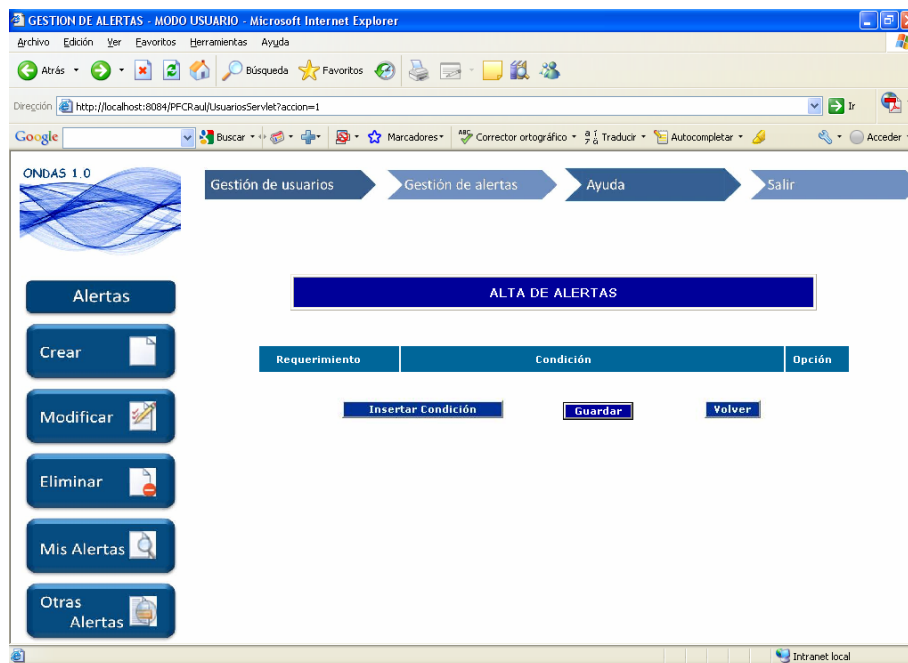 GESTION DE ALERTAS - MODO USUARIO - Microsoft Internet Explorer
Archivo Edición Ver Favoritos Herramientas Ayuda
Atrás Búsqueda Favoritos
Dirección http://localhost:8084/PFCRaul/UsuariosServlet?accion=1 Ir
Google Buscar Marcadores ABC Corrector ortográfico Traducir Autocompletar Acceder
ONDAS 1.0
Gestión de usuarios Gestión de alertas Ayuda Salir
Alertas
ALTA DE ALERTAS
Crear
Requerimiento Condición Opción
Modificar
Insertar Condición Guardar Volver
Eliminar
Mis Alertas
Otras
Alertas
Intranet local